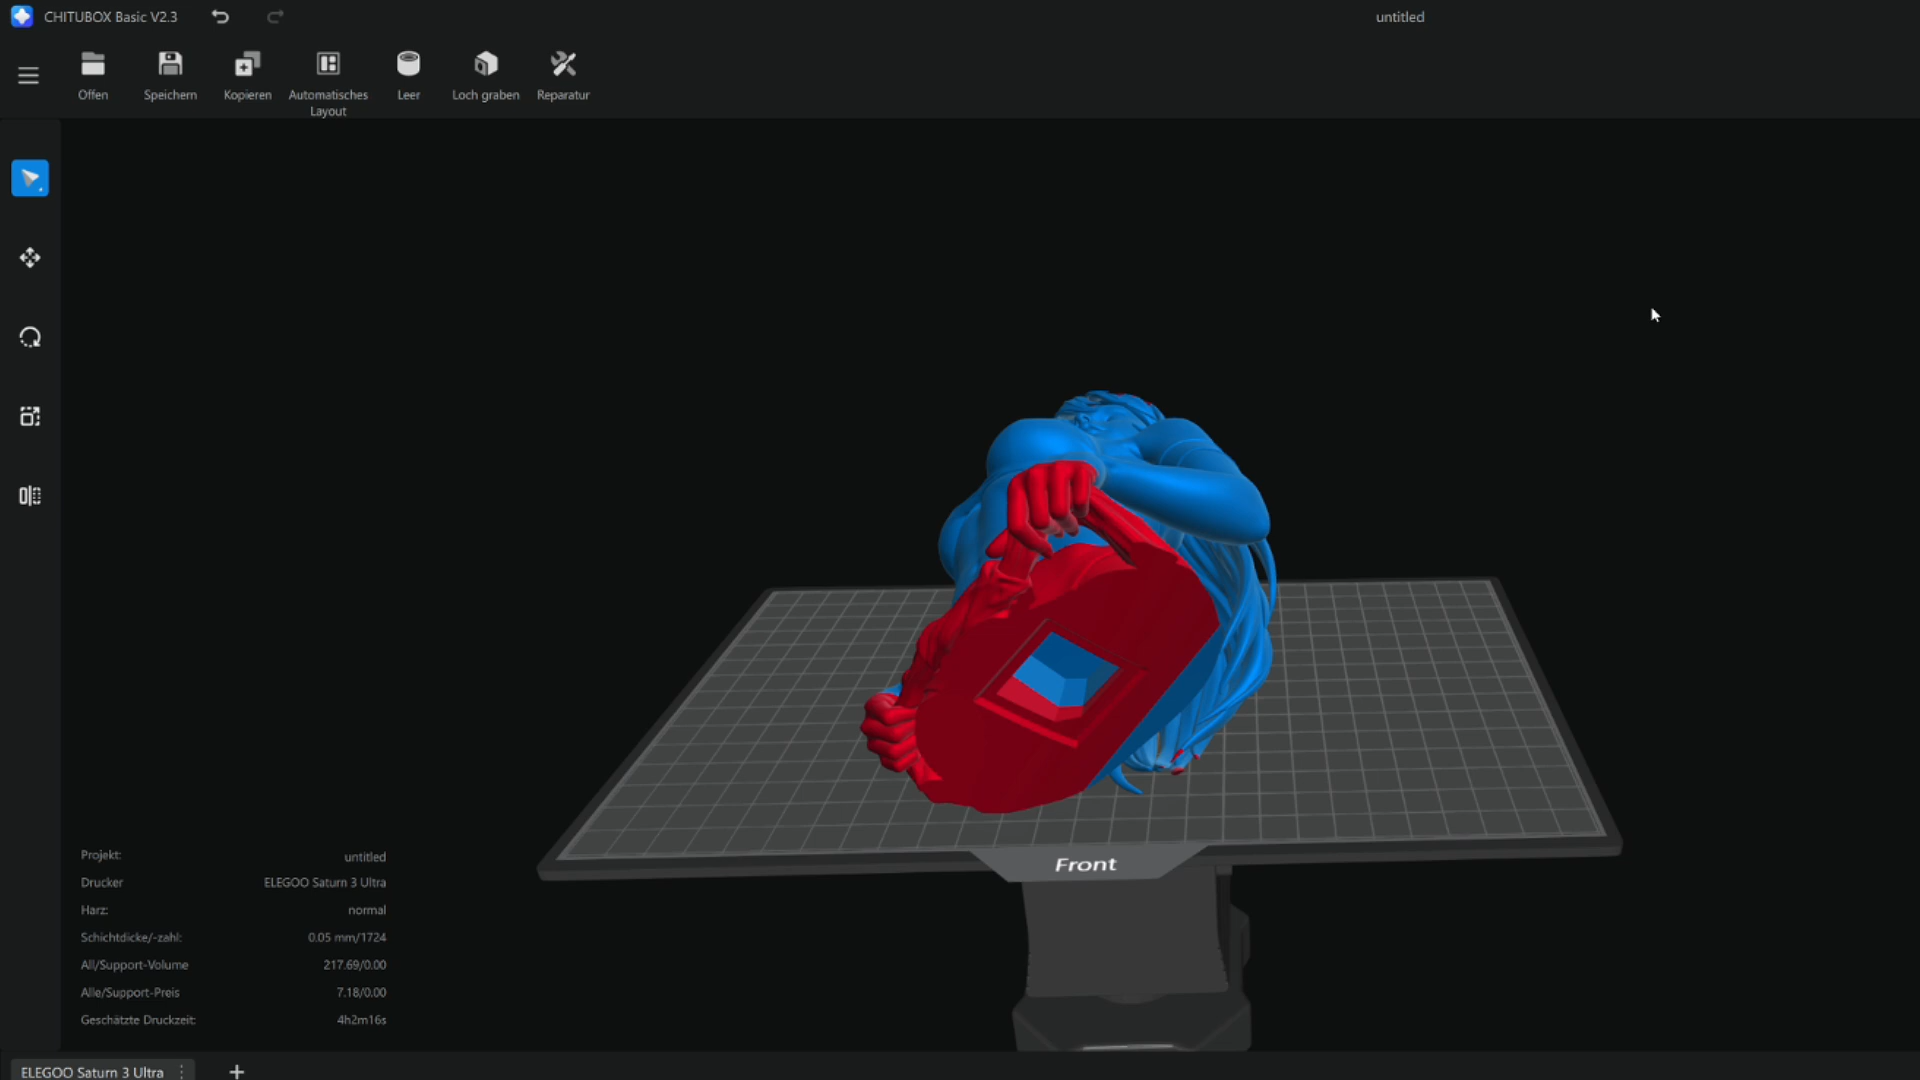 CHITUBOX Basic V2.3
untitled
Offen
Speichern
Kopieren
Automatisches
Layout
Leer
Loch graben
Reparatur
Front
Projekt: untitled
Drucker ELEGOO Saturn 3 Ultra
Harz: normal
Schichtdicke/-zahl: 0.05 mm/1724
All/Support-Volume 217.69/0.00
Alle/Support-Preis 7.18/0.00
Geschätzte Druckzeit: 4h2m16s
ELEGOO Saturn 3 Ultra